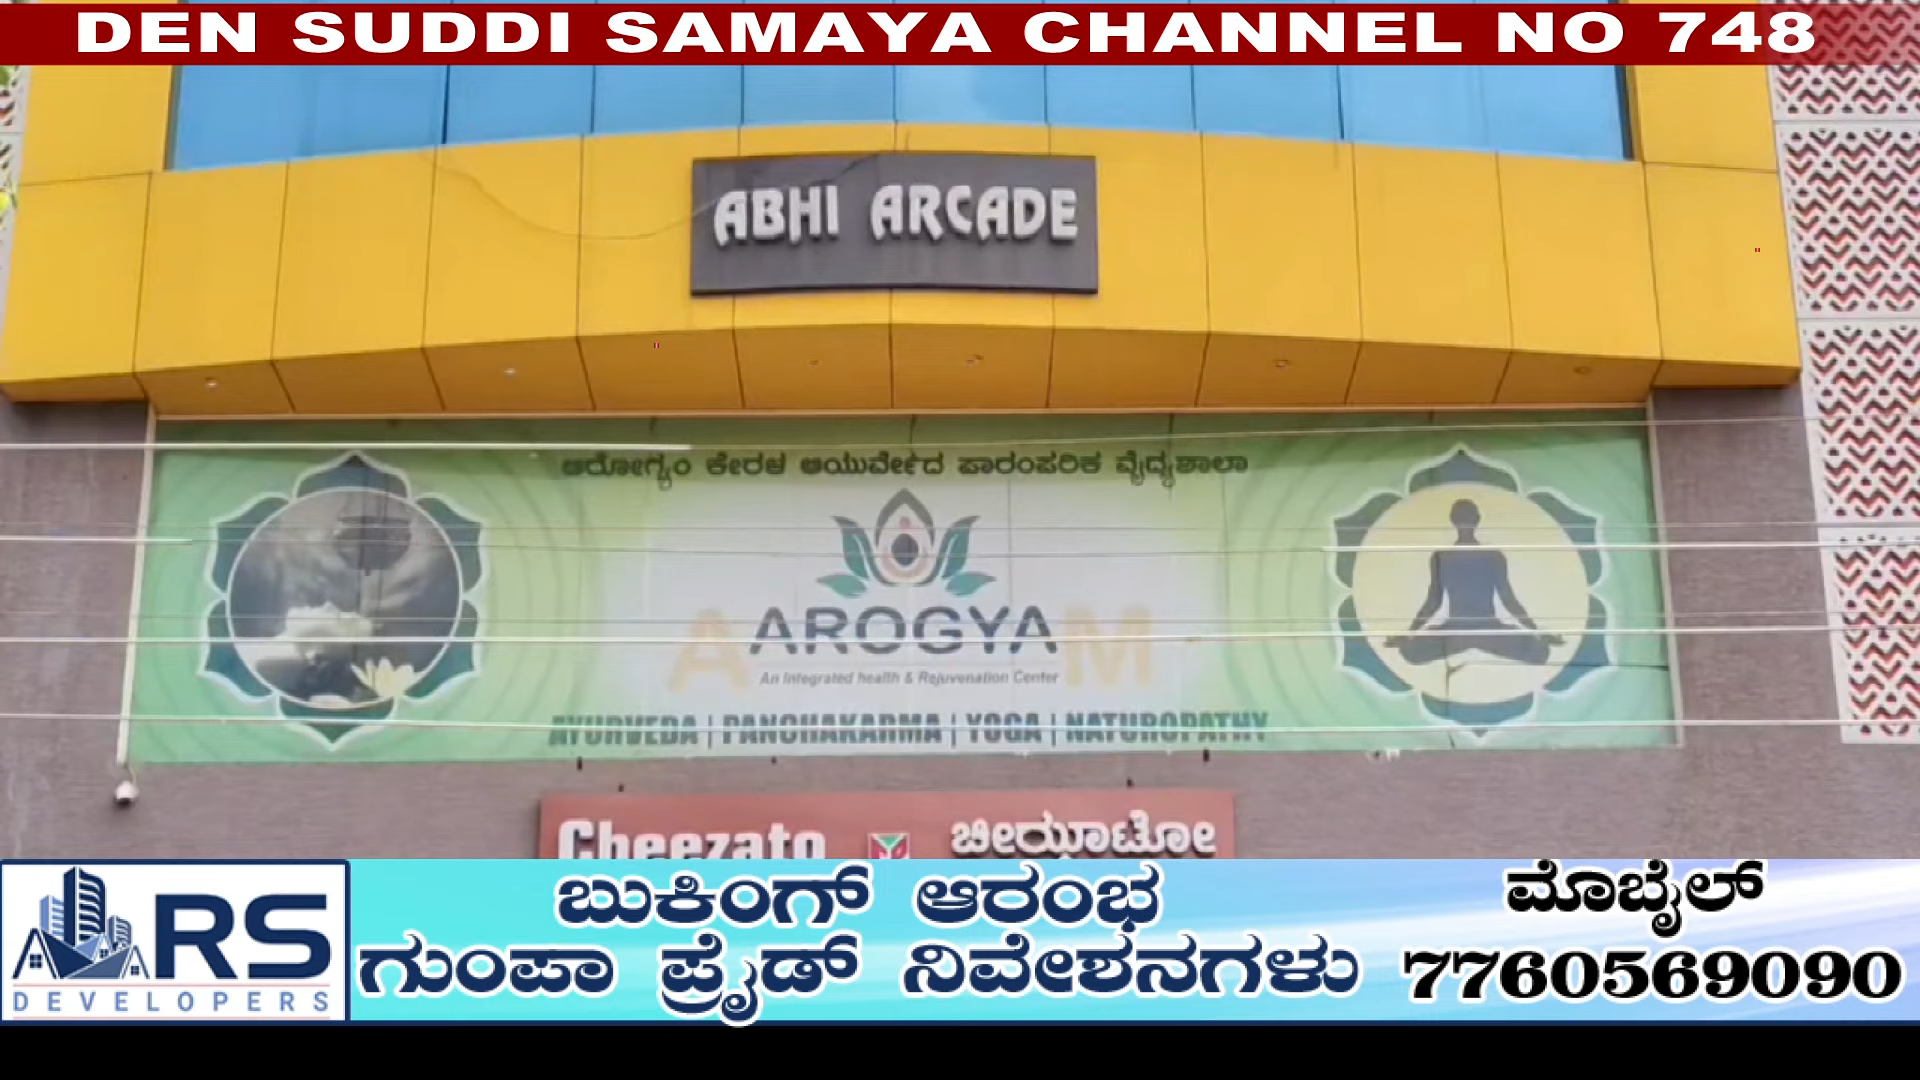 DEN SUDDI SAMAYA CHANNEL NO 748
ABHI ARCADE
ಆರೋಗ್ಯಂ ಕೇರಳ ಆಯುರ್ವೇದ ಪಾರಂಪರಿಕ ವೈದ್ಯಶಾಲಾ
AAROGYAM
An Integrated health & Rejuvenation Center
AYURVEDA | PANCHAKARMA | YOGA | NATUROPATHY
Cheezato ಚೀಝಾಟೋ
RS
DEVELOPERS
ಬುಕಿಂಗ್ ಆರಂಭ
ಗುಂಪಾ ಪ್ರೈಡ್ ನಿವೇಶನಗಳು
ಮೊಬೈಲ್
7760569090